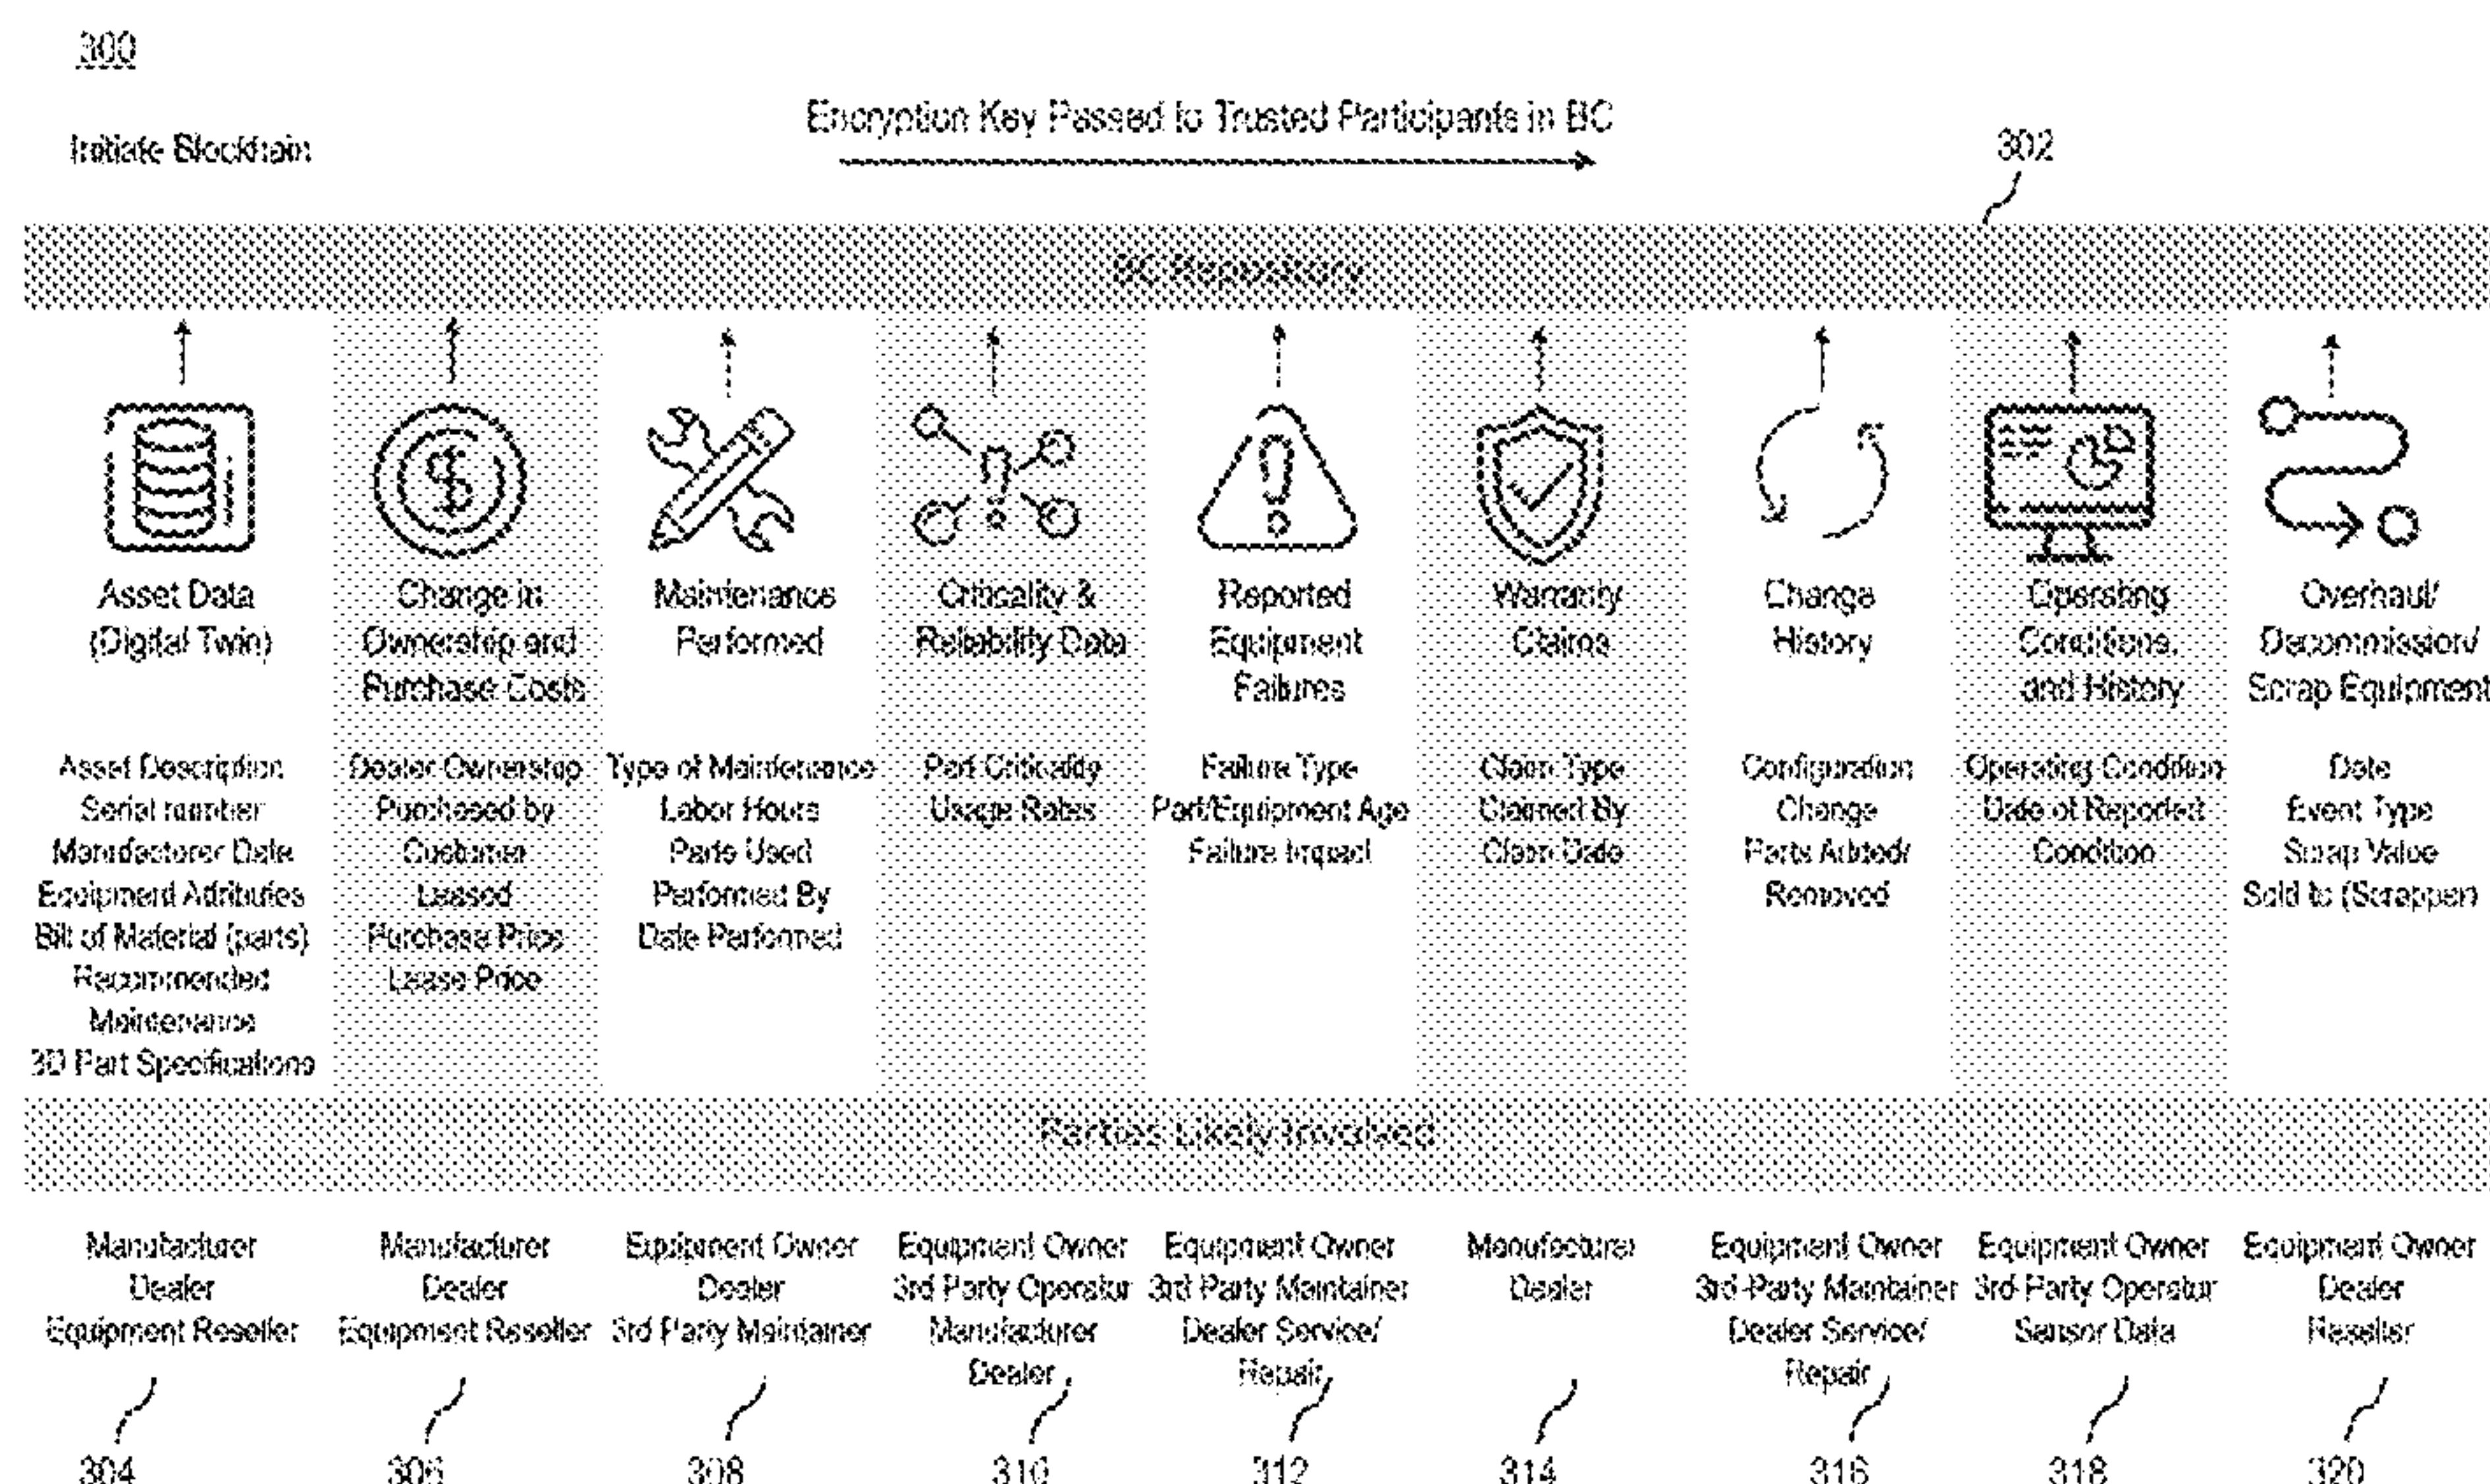 300
Initiate Blockhain
Encryption Key Passed to Trusted Participants in BC
302
BC Repository
Asset Data
(Digital Twin)
Change in
Ownership and
Purchase Costs
Maintenance
Performed
Criticality &
Reliability Data
Reported
Equipment
Failures
Warranty
Claims
Change
History
Operating
Conditions,
and History
Overhaul/
Decommission/
Scrap Equipment
Asset Description
Serial number
Manufacturer Date
Equipment Attributes
Bill of Material (parts)
Recommended
Maintenance
3D Part Specifications
Dealer Ownership
Purchased by
Customer
Leased
Purchase Price
Lease Price
Type of Maintenance
Labor Hours
Parts Used
Performed By
Date Performed
Part Criticality
Usage Rates
Failure Type
Part/Equipment Age
Failure Impact
Claim Type
Claimed By
Claim Date
Configuration
Change
Parts Added/
Removed
Operating Condition
Date of Reported
Condition
Date
Event Type
Scrap Value
Sold to (Scrapper)
Parties Likely Involved
Manufacturer
Dealer
Equipment Reseller
Manufacturer
Dealer
Equipment Reseller
Equipment Owner
Dealer
3rd Party Maintainer
Equipment Owner
3rd Party Operator
Manufacturer
Dealer
Equipment Owner
3rd Party Maintainer
Dealer Service/
Repair
Manufacturer
Dealer
Equipment Owner
3rd-Party Maintainer
Dealer Service/
Repair
Equipment Owner
3rd-Party Operator
Sensor Data
Equipment Owner
Dealer
Reseller
304
306
308
310
312
314
316
318
320